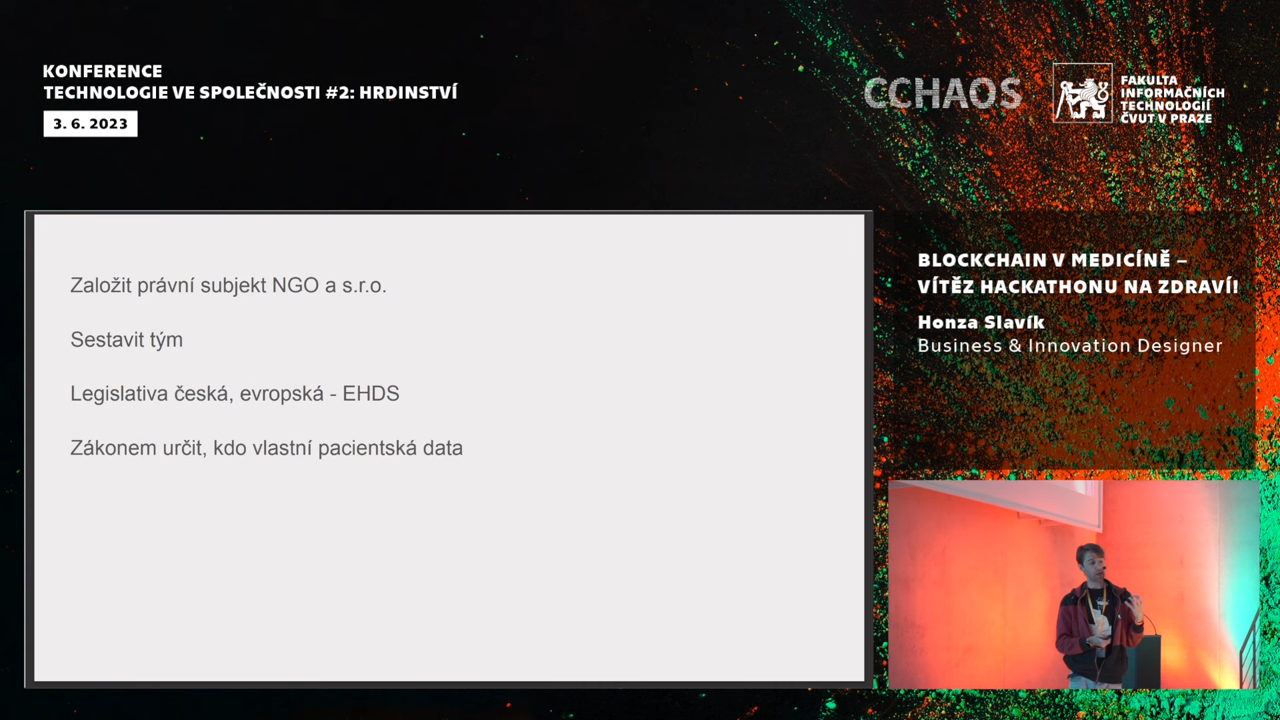 KONFERENCE
TECHNOLOGIE VE SPOLEČNOSTI #2: HRDINSTVÍ
3. 6. 2023
CCHAOS
FAKULTA
INFORMAČNÍCH
TECHNOLOGIÍ
ČVUT V PRAZE
Založit právní subjekt NGO a s.r.o.
Sestavit tým
Legislativa česká, evropská - EHDS
Zákonem určit, kdo vlastní pacientská data
BLOCKCHAIN V MEDICÍNĚ –
VÍTĚZ HACKATHONU NA ZDRAVÍ!
Honza Slavík
Business & Innovation Designer